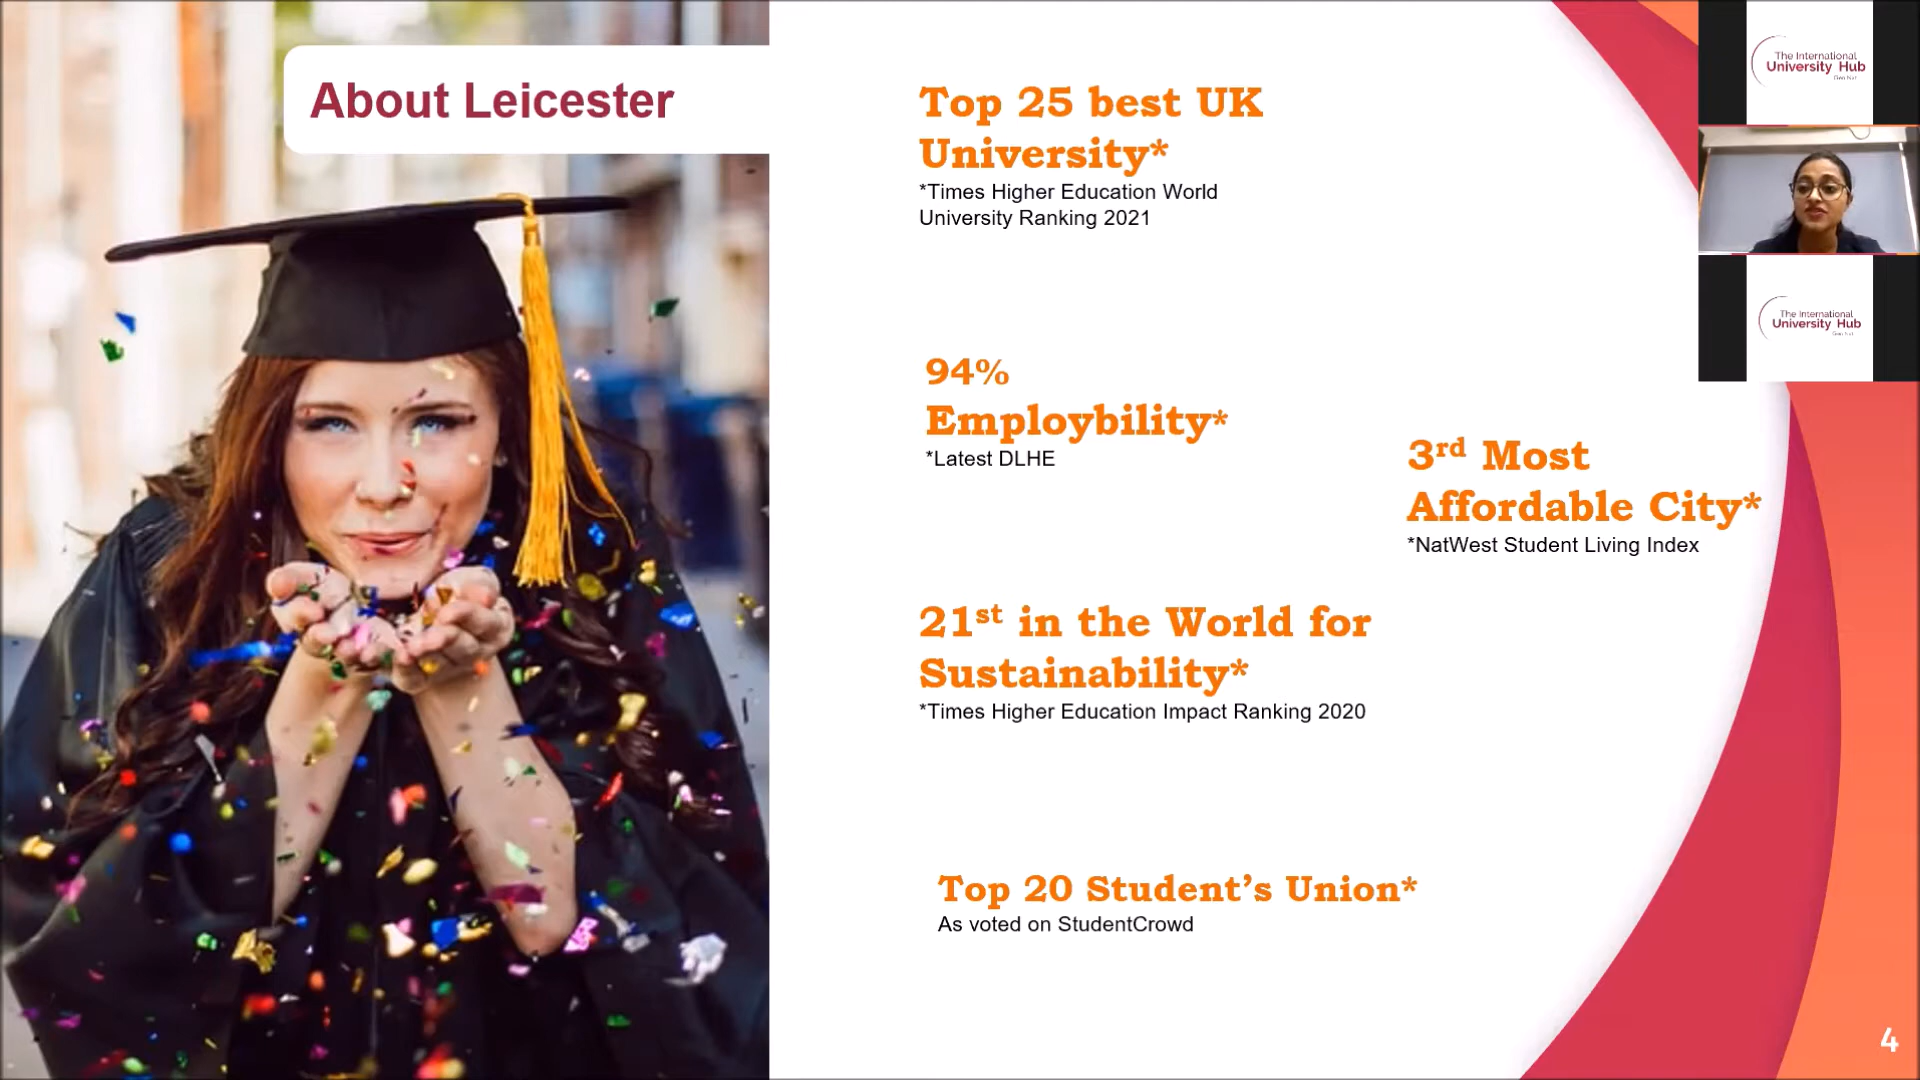 About Leicester
Top 25 best UK
University*
*Times Higher Education World
University Ranking 2021
94%
Employbility*
*Latest DLHE
3rd Most
Affordable City*
*NatWest Student Living Index
21st in the World for
Sustainability*
*Times Higher Education Impact Ranking 2020
Top 20 Student’s Union*
As voted on StudentCrowd
The International
University Hub
The International
University Hub
4